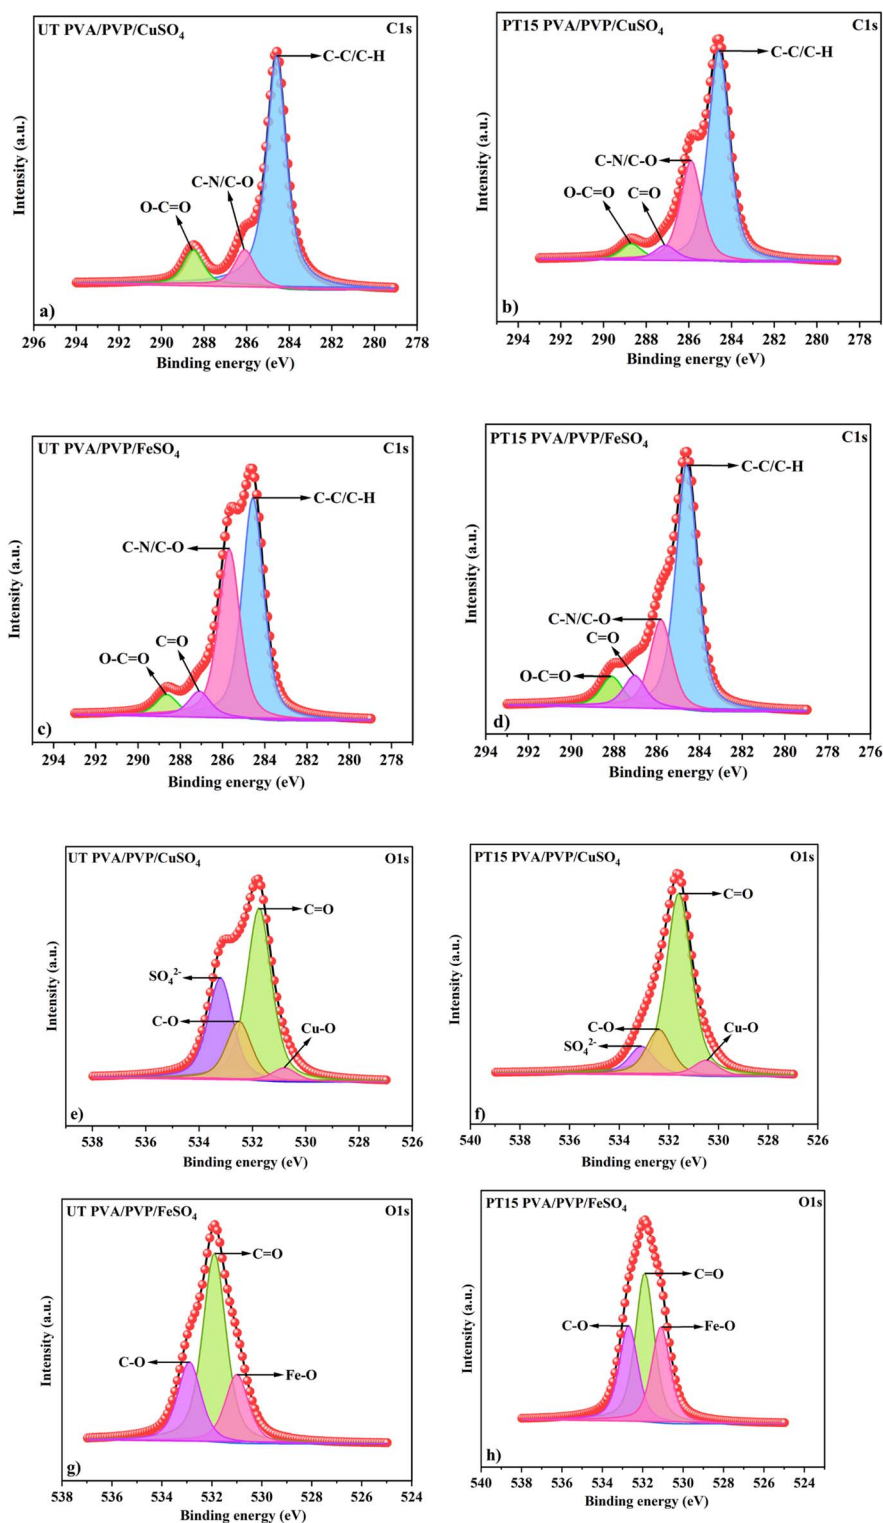 UT PVA/PVP/CuSO₄ C1s
C-C/C-H
C-N/C-O
O-C=O
Intensity (a.u.)
a)
296 294 292 290 288 286 284 282 280 278
Binding energy (eV)
PT15 PVA/PVP/CuSO₄ C1s
C-C/C-H
C-N/C-O
O-C=O C=O
Intensity (a.u.)
b)
294 292 290 288 286 284 282 280 278
Binding energy (eV)
UT PVA/PVP/FeSO₄ C1s
C-C/C-H
C-N/C-O
C=O
O-C=O
Intensity (a.u.)
c)
294 292 290 288 286 284 282 280 278 276
Binding energy (eV)
PT15 PVA/PVP/FeSO₄ C1s
C-C/C-H
C-N/C-O
C=O
O-C=O
Intensity (a.u.)
d)
294 292 290 288 286 284 282 280 278 276
Binding energy (eV)
UT PVA/PVP/CuSO₄ O1s
C=O
SO₄²⁻
C-O
Cu-O
Intensity (a.u.)
e)
538 536 534 532 530 528 526
Binding energy (eV)
PT15 PVA/PVP/CuSO₄ O1s
C=O
C-O
Cu-O
SO₄²⁻
Intensity (a.u.)
f)
540 538 536 534 532 530 528 526
Binding energy (eV)
UT PVA/PVP/FeSO₄ O1s
C=O
C-O
Fe-O
Intensity (a.u.)
g)
538 536 534 532 530 528 526 524
Binding energy (eV)
PT15 PVA/PVP/FeSO₄ O1s
C=O
C-O
Fe-O
Intensity (a.u.)
h)
540 538 536 534 532 530 528 526 524
Binding energy (eV)